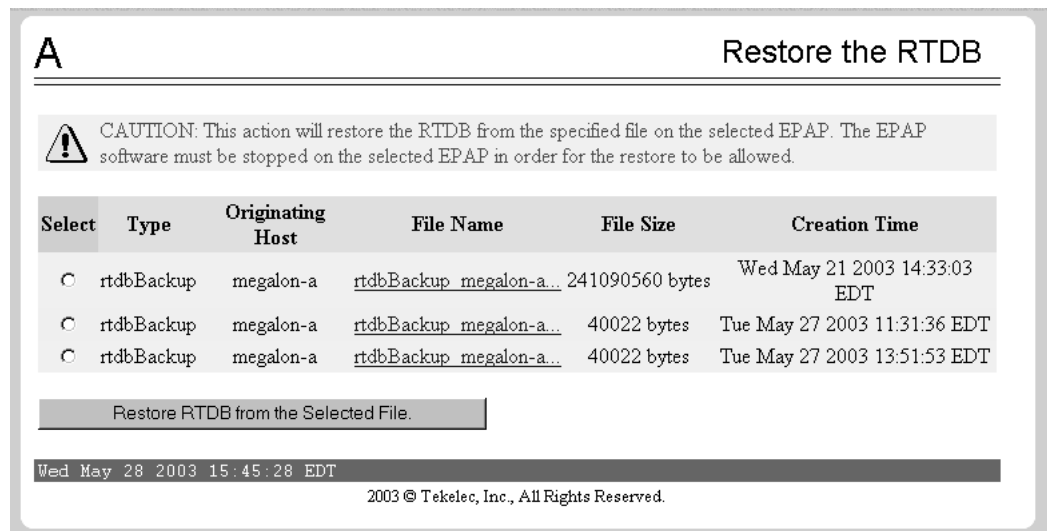 A
Restore the RTDB
CAUTION: This action will restore the RTDB from the specified file on the selected EPAP. The EPAP
software must be stopped on the selected EPAP in order for the restore to be allowed.
Select Type Originating Host File Name File Size Creation Time
rtdbBackup megalon-a rtdbBackup_megalon-a... 241090560 bytes Wed May 21 2003 14:33:03 EDT
rtdbBackup megalon-a rtdbBackup_megalon-a... 40022 bytes Tue May 27 2003 11:31:36 EDT
rtdbBackup megalon-a rtdbBackup_megalon-a... 40022 bytes Tue May 27 2003 13:51:53 EDT
Restore RTDB from the Selected File.
Wed May 28 2003 15:45:28 EDT
2003 © Tekelec, Inc., All Rights Reserved.